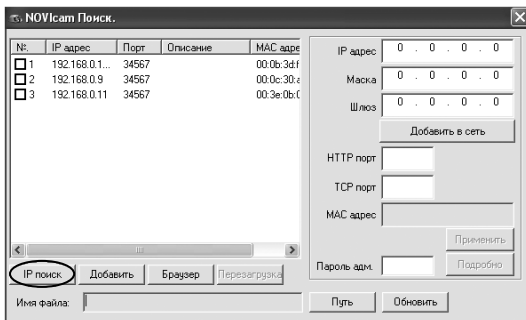 NOVIcam Поиск.
№. IP адрес Порт Описание MAC адре
1 192.168.0.1... 34567 00:0b:3d:f
2 192.168.0.9 34567 00:0c:30:a
3 192.168.0.11 34567 00:3e:0b:0
IP адрес 0 . 0 . 0 . 0
Маска 0 . 0 . 0 . 0
Шлюз 0 . 0 . 0 . 0
Добавить в сеть
HTTP порт
TCP порт
MAC адрес
Применить
IP поиск Добавить Браузер Перезагрузка
Пароль адм. Подробно
Имя файла: Путь Обновить